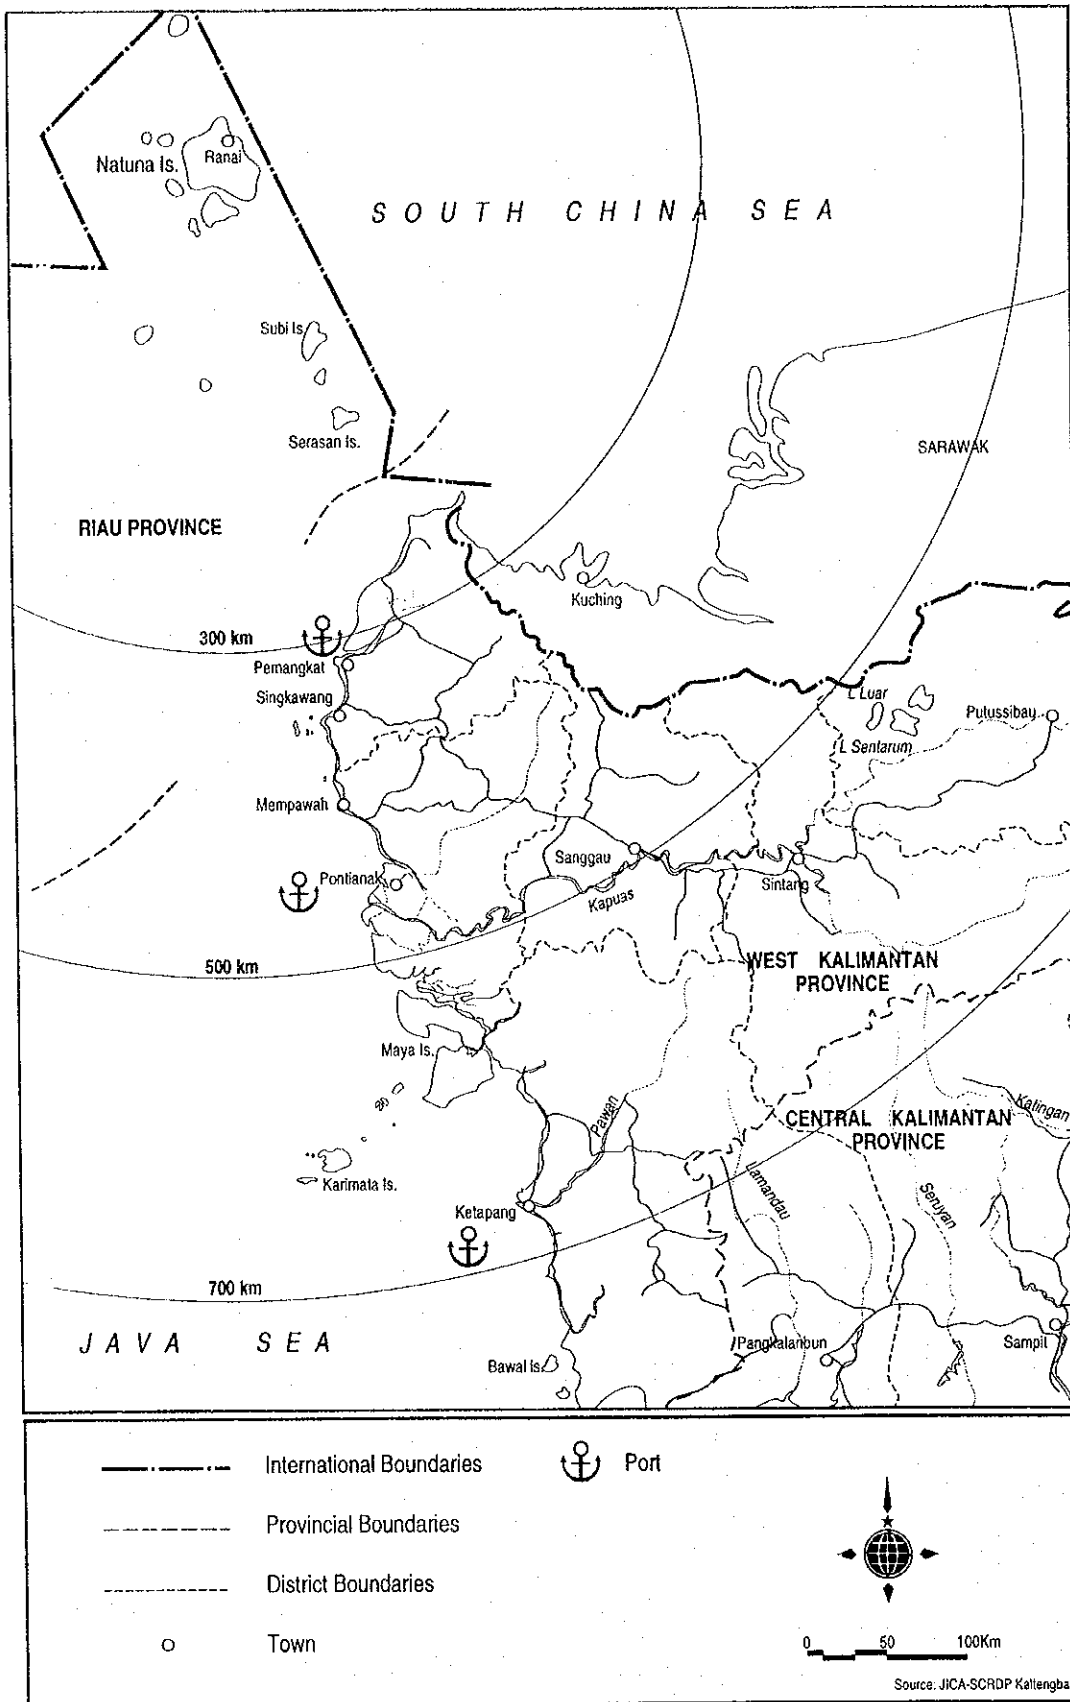 Ranai
Natuna Is.
SOUTH CHINA SEA
Subi Is.
Serasan Is.
SARAWAK
RIAU PROVINCE
Kuching
300 km
Pemangkat
Singkawang
L Luar
Putussibau
L Sentarum
Mempawah
Sanggau
Pontianak
Sintang
Kapuas
500 km
WEST KALIMANTAN
PROVINCE
Maya Is.
Pawan
Katingan
CENTRAL KALIMANTAN
PROVINCE
Karimata Is.
Lamandau
Seruyan
Ketapang
700 km
JAVA SEA
Pangkalanbun
Sampit
Bawal Is.
International Boundaries
Port
Provincial Boundaries
District Boundaries
Town
0 50 100Km
Source: JICA-SCRDP Kaltengba